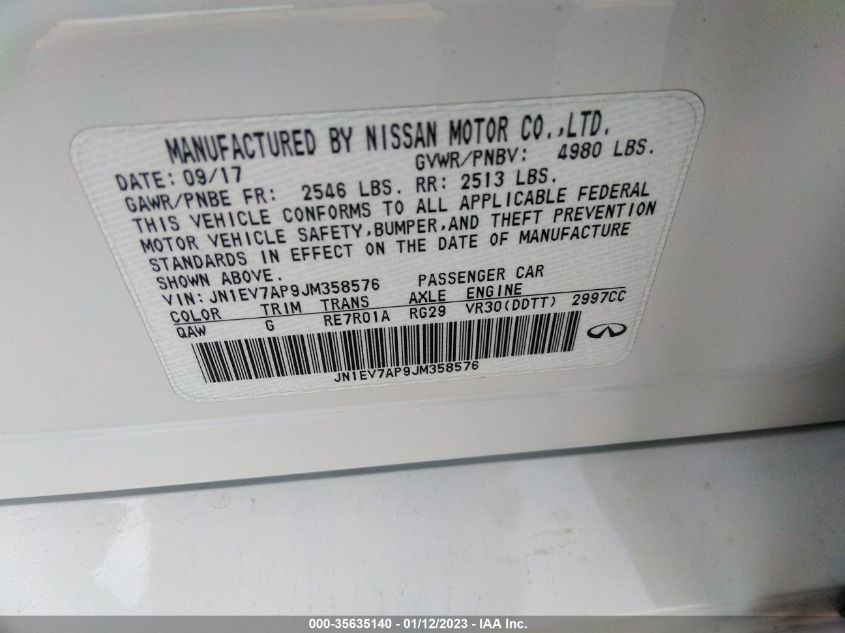 MANUFACTURED BY NISSAN MOTOR CO.,LTD.
DATE: 09/17 GVWR/PNBV: 4980 LBS.
GAWR/PNBE FR: 2546 LBS. RR: 2513 LBS.
THIS VEHICLE CONFORMS TO ALL APPLICABLE FEDERAL
MOTOR VEHICLE SAFETY,BUMPER,AND THEFT PREVENTION
STANDARDS IN EFFECT ON THE DATE OF MANUFACTURE
SHOWN ABOVE.
VIN: JN1EV7AP9JM358576 PASSENGER CAR
COLOR TRIM TRANS AXLE ENGINE
QAW G RE7R01A RG29 VR30(DDTT) 2997CC
JN1EV7AP9JM358576
000-35635140 - 01/12/2023 - IAA Inc.